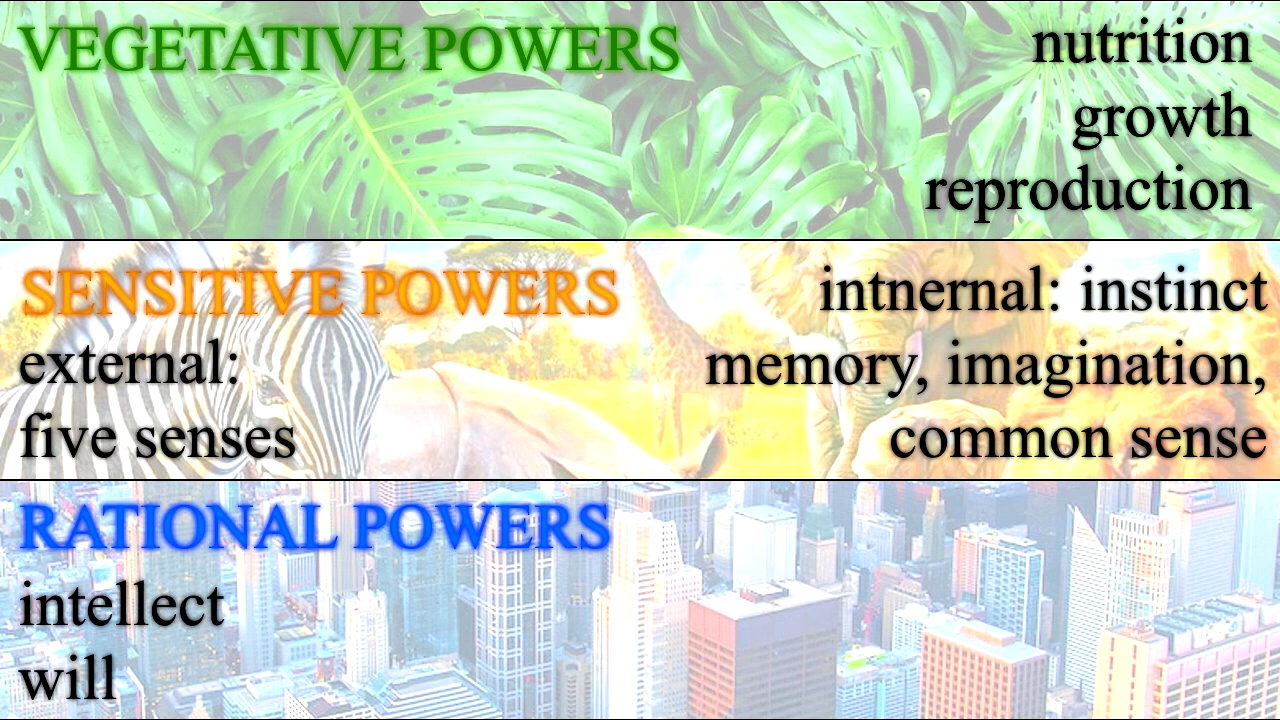 VEGETATIVE POWERS
nutrition
growth
reproduction
SENSITIVE POWERS
external:
five senses
intnernal: instinct
memory, imagination,
common sense
RATIONAL POWERS
intellect
will